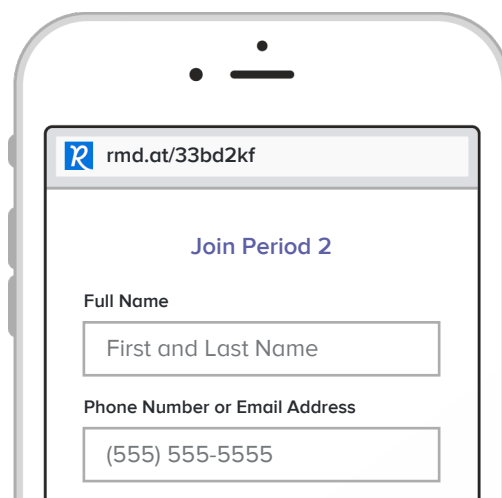 rmd.at/33bd2kf
Join Period 2
Full Name
First and Last Name
Phone Number or Email Address
(555) 555-5555